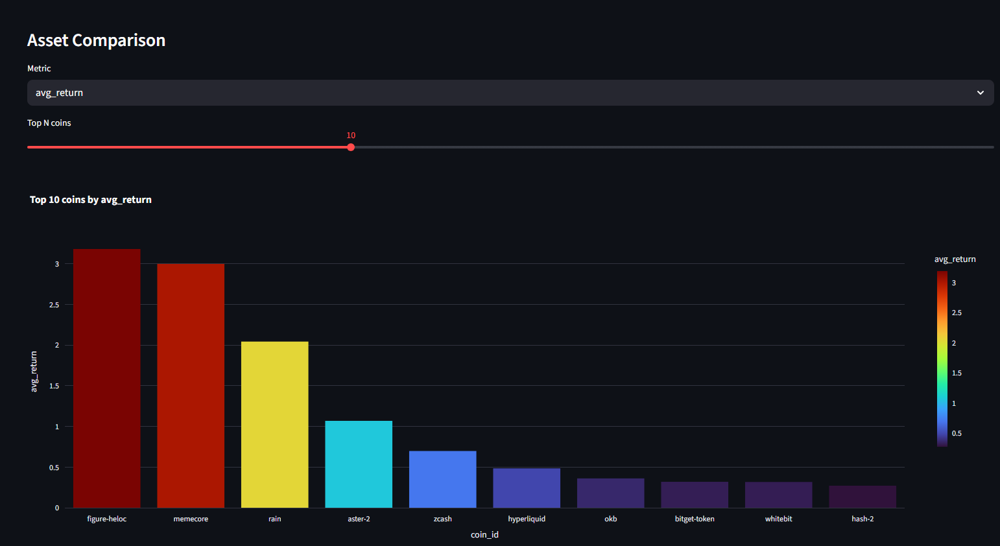 Asset Comparison
Metric
avg_return
Top N coins
10
Top 10 coins by avg_return
avg_return
3
2.5
2
1.5
1
0.5
0
avg_return
3
2.5
2
1.5
1
0.5
figure-heloc memecore rain aster-2 zcash hyperliquid okb bitget-token whitebit hash-2
coin_id